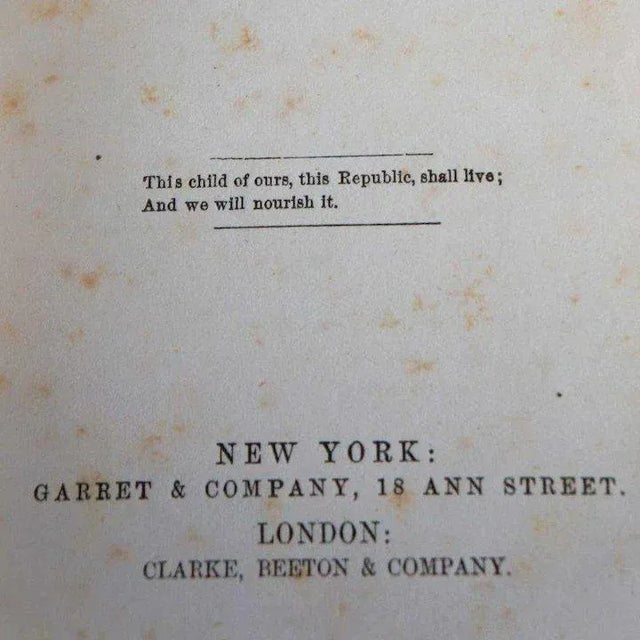 This child of ours, this Republic, shall live;
And we will nourish it.
NEW YORK:
GARRET & COMPANY, 18 ANN STREET.
LONDON:
CLARKE, BEETON & COMPANY.